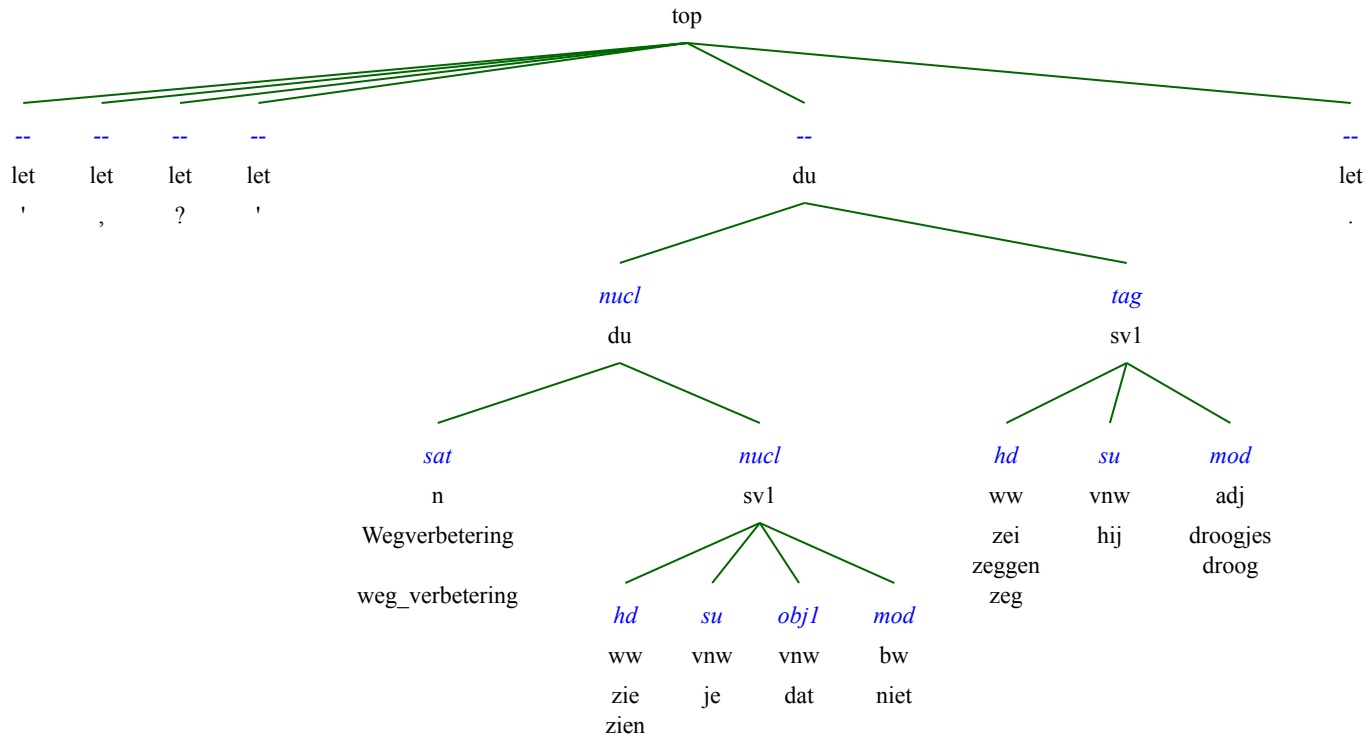 top
-- -- -- -- -- --
let let let let du let
' , ? ' .
nucl tag
du sv1
sat nucl hd su mod
n sv1 ww vnw adj
Wegverbetering zei hij droogjes
zeggen droog
weg_verbetering zeg
hd su obj1 mod
ww vnw vnw bw
zie je dat niet
zien